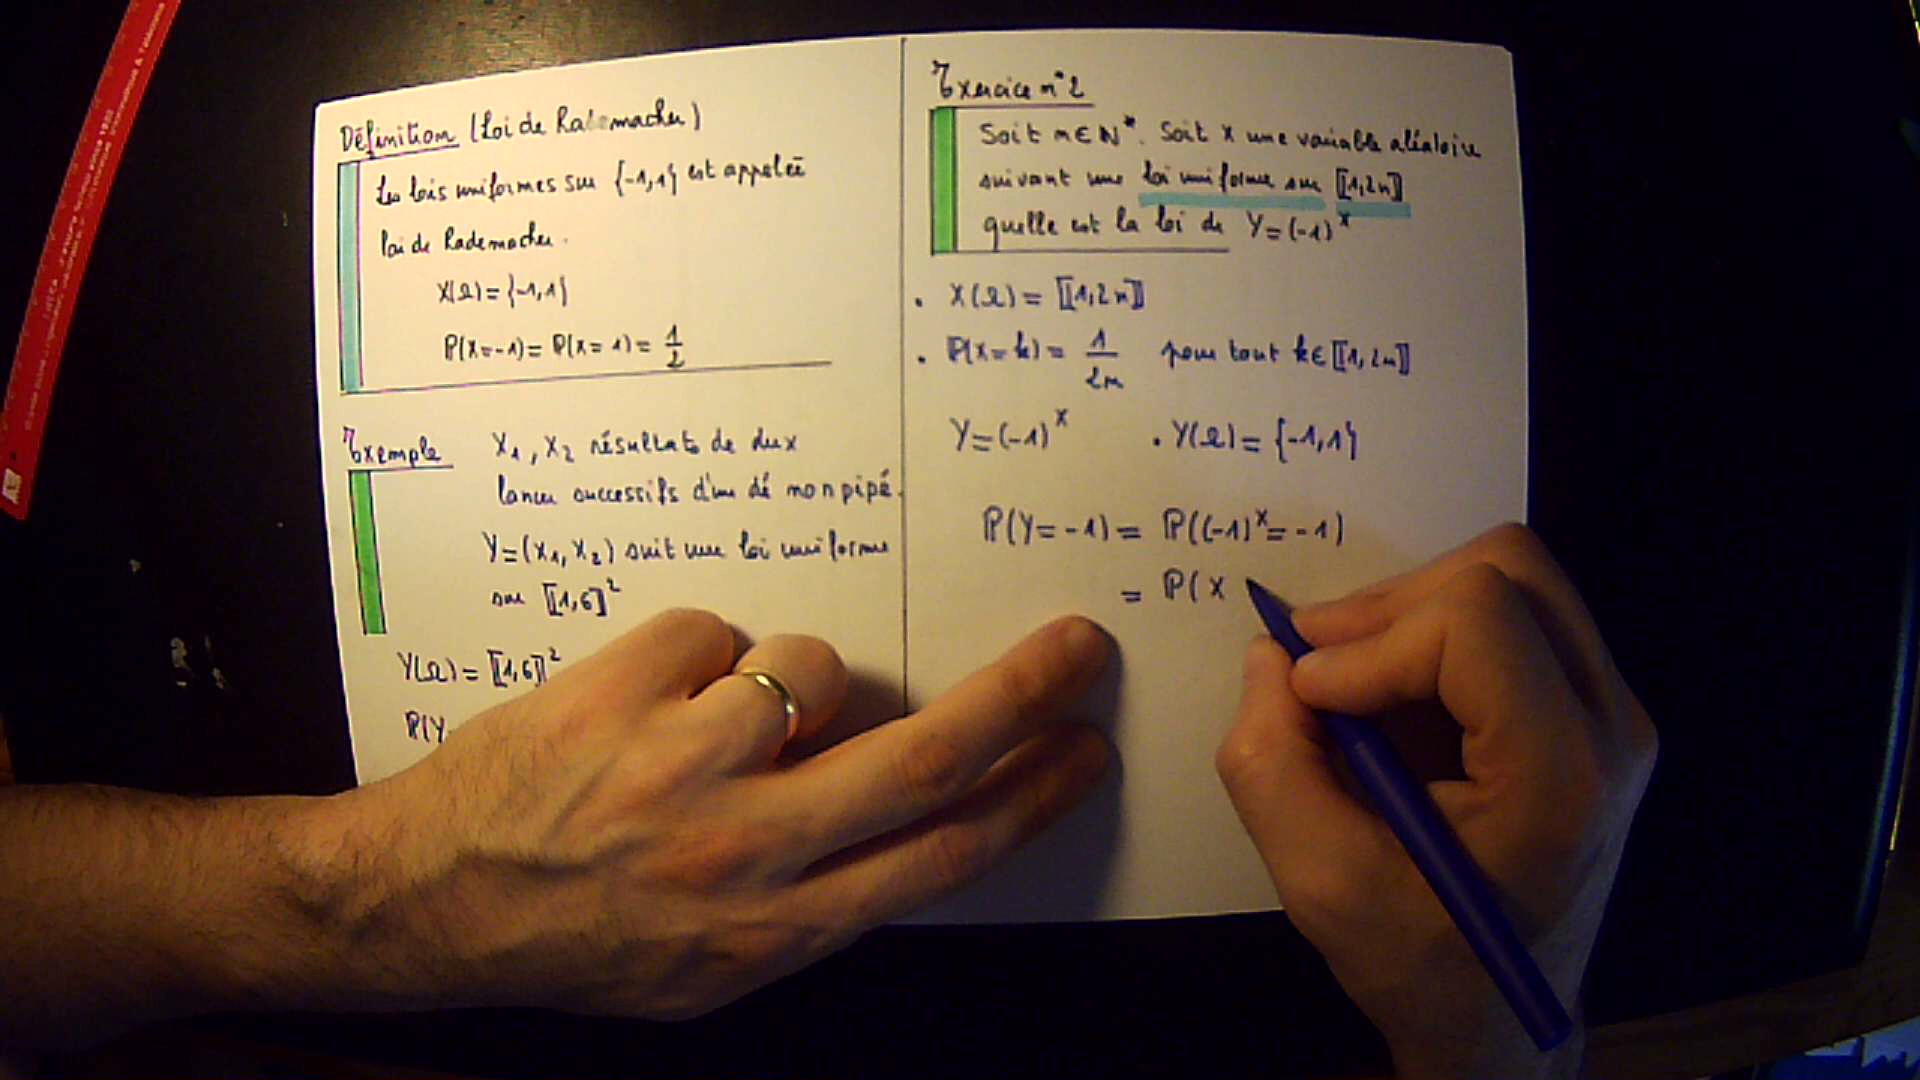 Définition (Loi de Rademacher)
Les lois uniformes sur {-1,1} est appelée
loi de Rademacher.
X(Ω) = {-1,1}
P(X=-1) = P(X=1) = 1/2
Exemple X₁, X₂ résultats de deux
lancer successifs d'un dé non pipé.
Y=(X₁,X₂) suit une loi uniforme
sur ⟦1,6⟧²
Y(Ω) = ⟦1,6⟧²
P(Y
Exercice n°2
Soit n∈ℕ*. Soit X une variable aléatoire
suivant une loi uniforme sur ⟦1,2n⟧
quelle est la loi de Y=(-1)^X
. X(Ω) = ⟦1,2n⟧
. P(X=k) = 1/2n pour tout k∈⟦1,2n⟧
Y=(-1)^X . Y(Ω) = {-1,1}
P(Y=-1) = P((-1)^X=-1)
= P(X